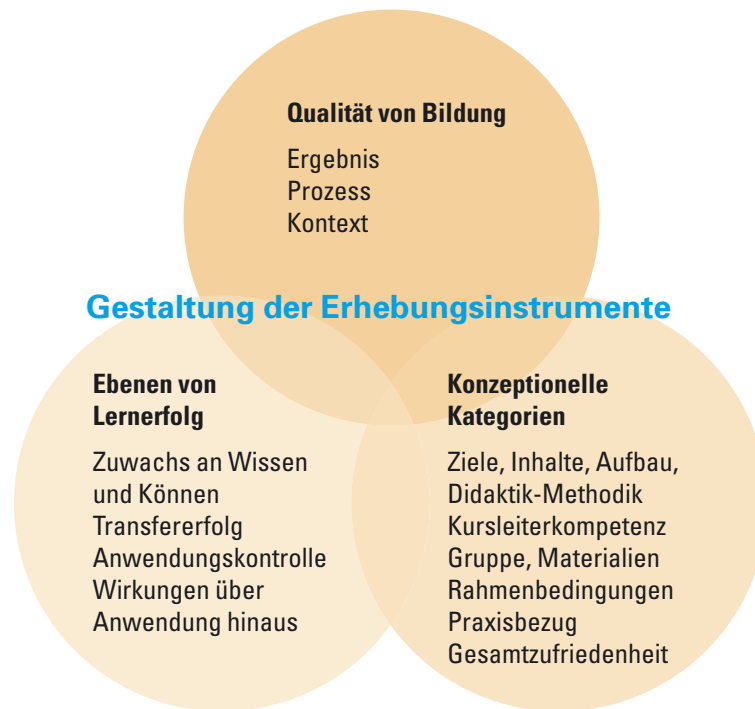 Qualität von Bildung
Ergebnis
Prozess
Kontext
Gestaltung der Erhebungsinstrumente
Ebenen von
Lernerfolg
Zuwachs an Wissen
und Können
Transfererfolg
Anwendungskontrolle
Wirkungen über
Anwendung hinaus
Konzeptionelle
Kategorien
Ziele, Inhalte, Aufbau,
Didaktik-Methodik
Kursleiterkompetenz
Gruppe, Materialien
Rahmenbedingungen
Praxisbezug
Gesamtzufriedenheit